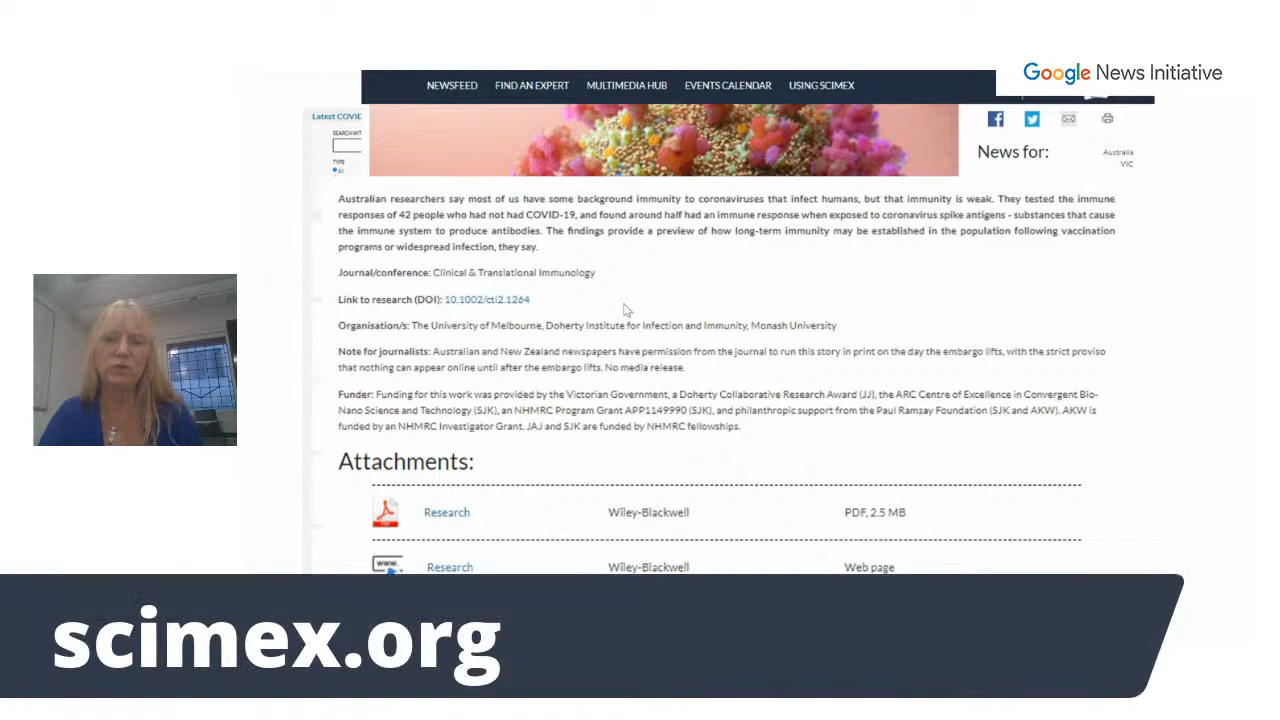 Google News Initiative
NEWSFEED FIND AN EXPERT MULTIMEDIA HUB EVENTS CALENDAR USING SCIMEX
Latest COVID
SEARCH WIT
TYPE
News for:
Australia
VIC
Australian researchers say most of us have some background immunity to coronaviruses that infect humans, but that immunity is weak. They tested the immune
responses of 42 people who had not had COVID-19, and found around half had an immune response when exposed to coronavirus spike antigens - substances that cause
the immune system to produce antibodies. The findings provide a preview of how long-term immunity may be established in the population following vaccination
programs or widespread infection, they say.
Journal/conference: Clinical & Translational Immunology
Link to research (DOI): 10.1002/cti2.1264
Organisation/s: The University of Melbourne, Doherty Institute for Infection and Immunity, Monash University
Note for journalists: Australian and New Zealand newspapers have permission from the journal to run this story in print on the day the embargo lifts, with the strict proviso
that nothing can appear online until after the embargo lifts. No media release.
Funder: Funding for this work was provided by the Victorian Government, a Doherty Collaborative Research Award (JJ), the ARC Centre of Excellence in Convergent Bio-
Nano Science and Technology (SJK), an NHMRC Program Grant APP1149990 (SJK), and philanthropic support from the Paul Ramsay Foundation (SJK and AKW). AKW is
funded by an NHMRC Investigator Grant. JAJ and SJK are funded by NHMRC fellowships.
Attachments:
Research Wiley-Blackwell PDF, 2.5 MB
www.
Research Wiley-Blackwell Web page
scimex.org